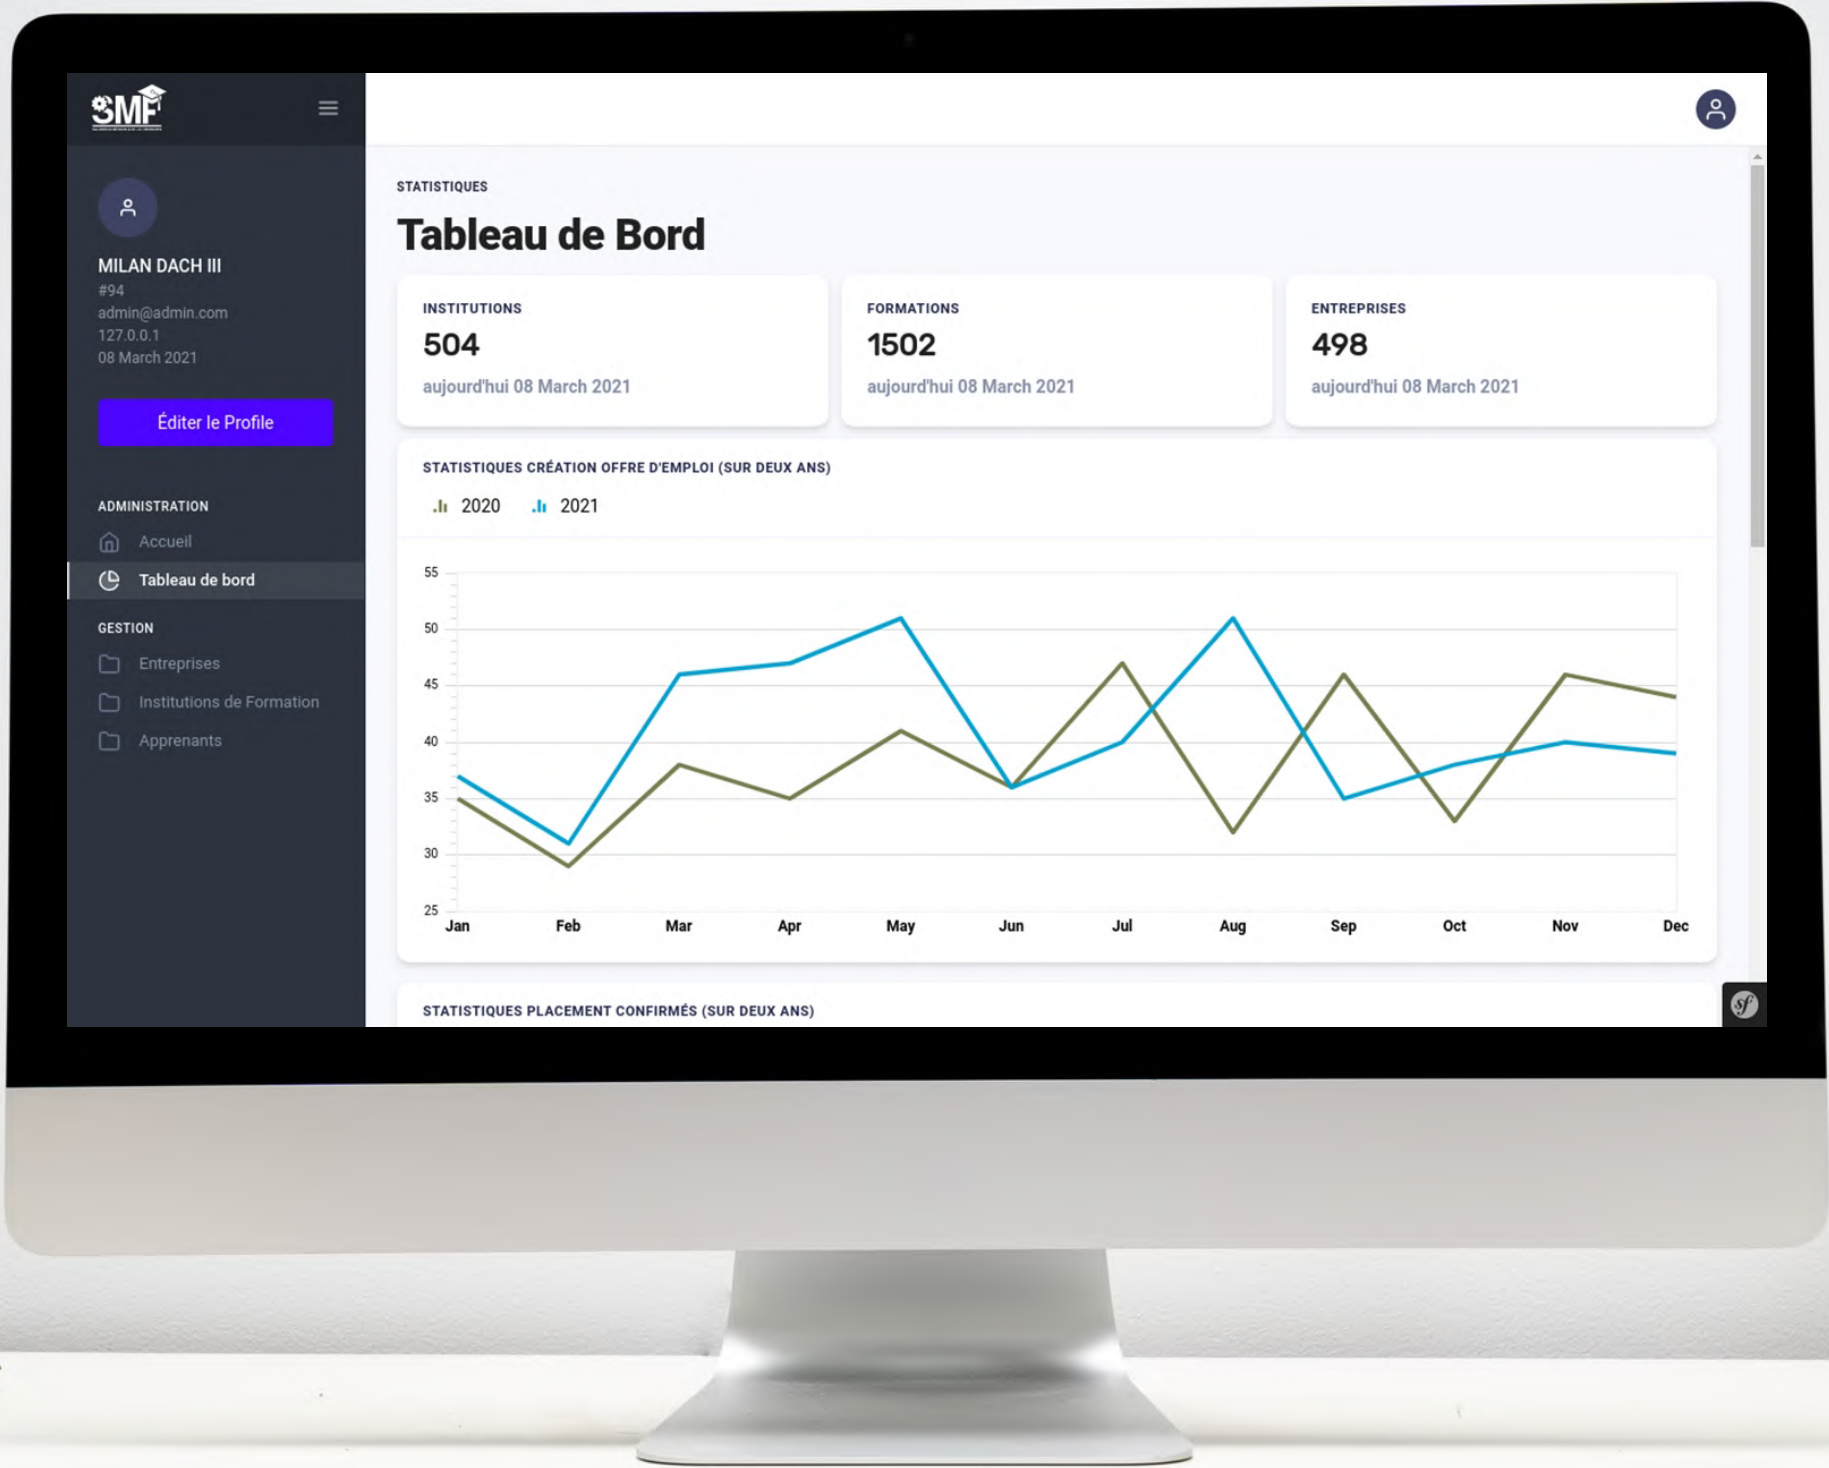 SMF
MILAN DACH III
#94
admin@admin.com
127.0.0.1
08 March 2021
Éditer le Profile
ADMINISTRATION
Accueil
Tableau de bord
GESTION
Entreprises
Institutions de Formation
Apprenants
STATISTIQUES
Tableau de Bord
INSTITUTIONS
504
aujourd'hui 08 March 2021
FORMATIONS
1502
aujourd'hui 08 March 2021
ENTREPRISES
498
aujourd'hui 08 March 2021
STATISTIQUES CRÉATION OFFRE D'EMPLOI (SUR DEUX ANS)
2020 2021
55
50
45
40
35
30
25
Jan Feb Mar Apr May Jun Jul Aug Sep Oct Nov Dec
STATISTIQUES PLACEMENT CONFIRMÉS (SUR DEUX ANS)
sf